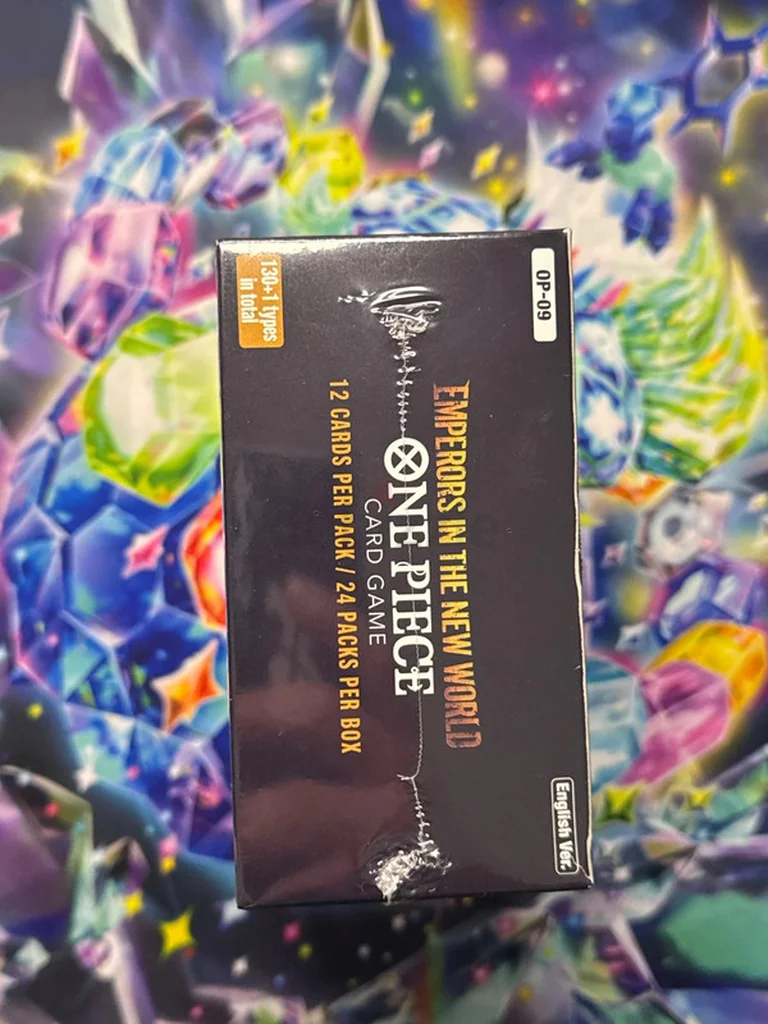 OP-09
English Ver.
EMPERORS IN THE NEW WORLD
ONE PIECE
CARD GAME
12 CARDS PER PACK / 24 PACKS PER BOX
130+1 types
in total